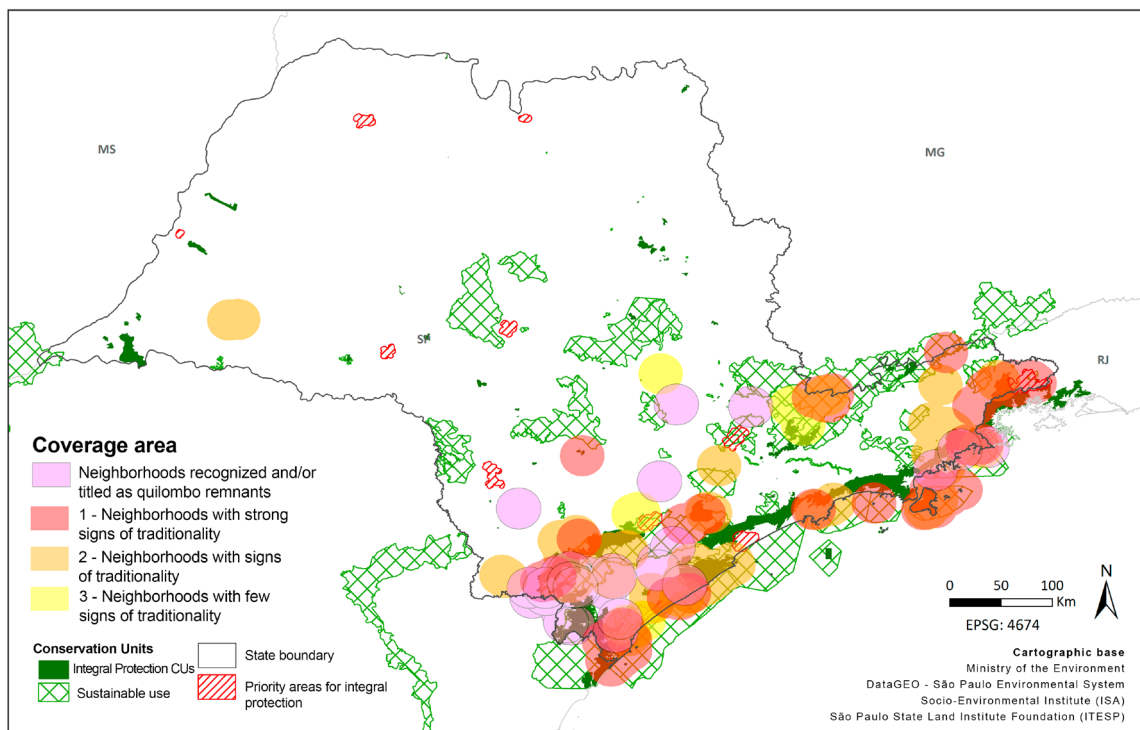 MS
MG
SP
RJ
Coverage area
Neighborhoods recognized and/or
titled as quilombo remnants
1 - Neighborhoods with strong
signs of traditionality
2 - Neighborhoods with signs
of traditionality
3 - Neighborhoods with few
signs of traditionality
Conservation Units
Integral Protection CUs
Sustainable use
State boundary
Priority areas for integral
protection
N
0 50 100
Km
EPSG: 4674
Cartographic base
Ministry of the Environment
DataGEO - São Paulo Environmental System
Socio-Environmental Institute (ISA)
São Paulo State Land Institute Foundation (ITESP)